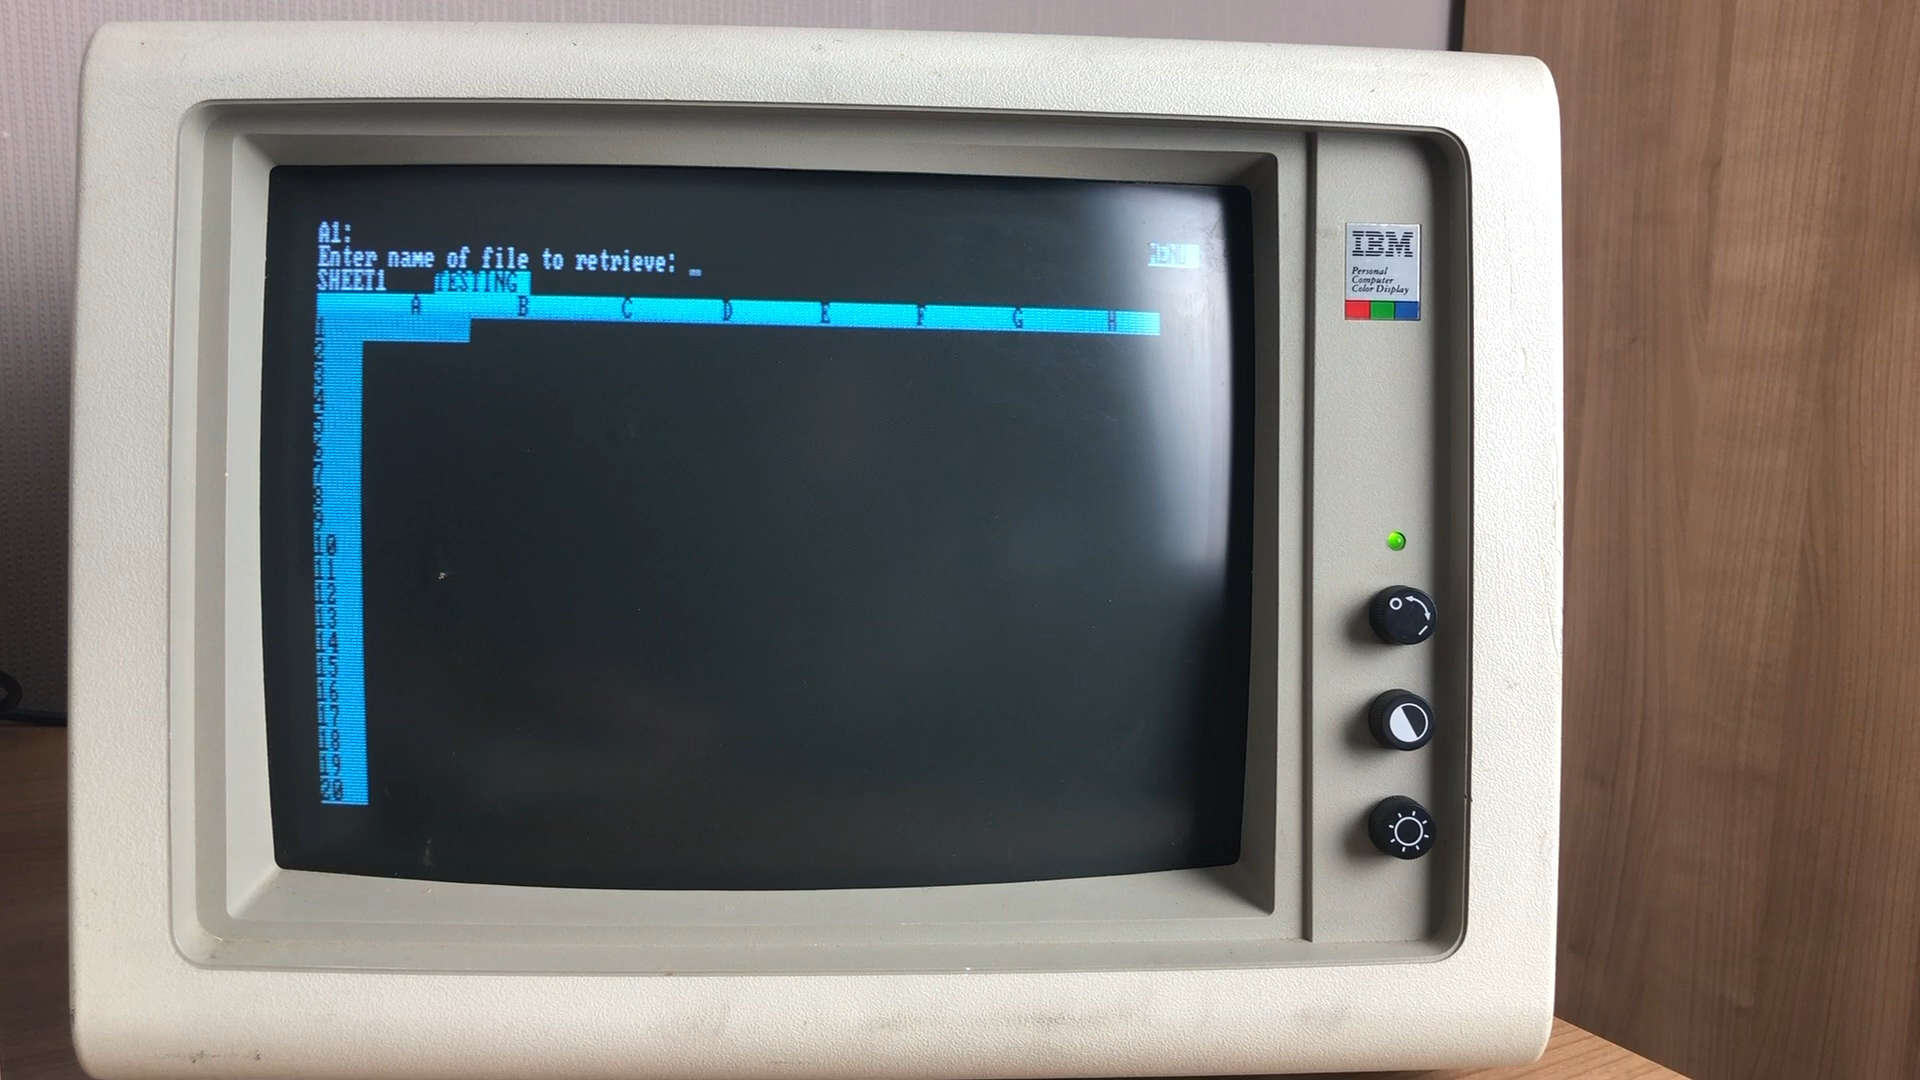 A1:
Enter name of file to retrieve: _
MENU
SHEET1 TESTING
A B C D E F G H
1
2
3
4
5
6
7
8
9
10
11
12
13
14
15
16
17
18
19
20
IBM
Personal
Computer
Color Display